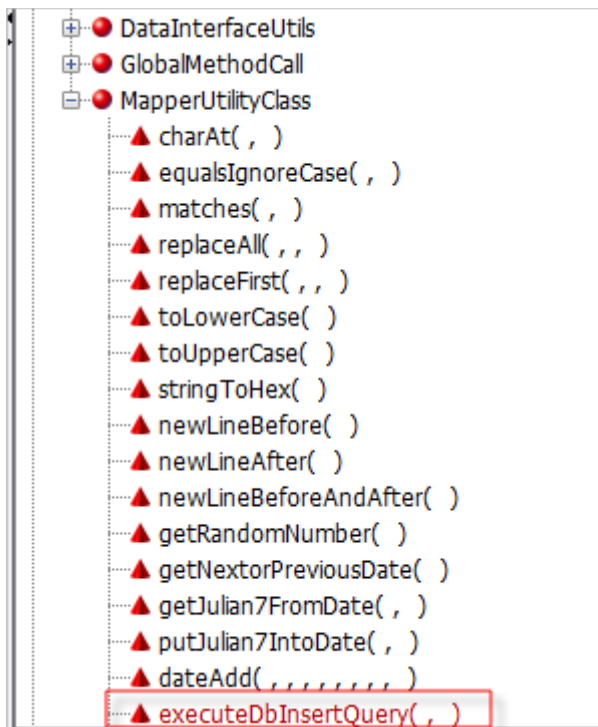 DataInterfaceUtils
GlobalMethodCall
MapperUtilityClass
charAt( , )
equalsIgnoreCase( , )
matches( , )
replaceAll( , , )
replaceFirst( , , )
toLowerCase( )
toUpperCase( )
stringToHex( )
newLineBefore( )
newLineAfter( )
newLineBeforeAndAfter( )
getRandomNumber( )
getNextorPreviousDate( )
getJulian7FromDate( , )
putJulian7IntoDate( , )
dateAdd( , , , , , , , , )
executeDbInsertQuery( , )